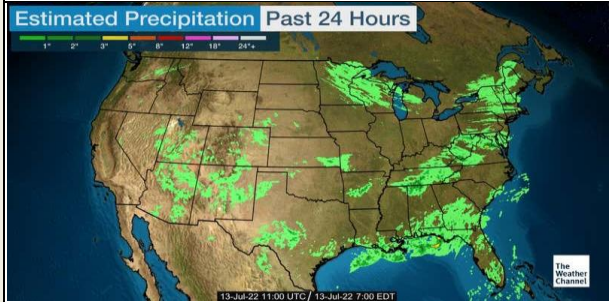 Estimated Precipitation Past 24 Hours
1" 2" 3" 5" 8" 12" 18" 24"+
The
Weather
Channel
13-Jul-22 11:00 UTC / 13-Jul-22 7:00 EDT